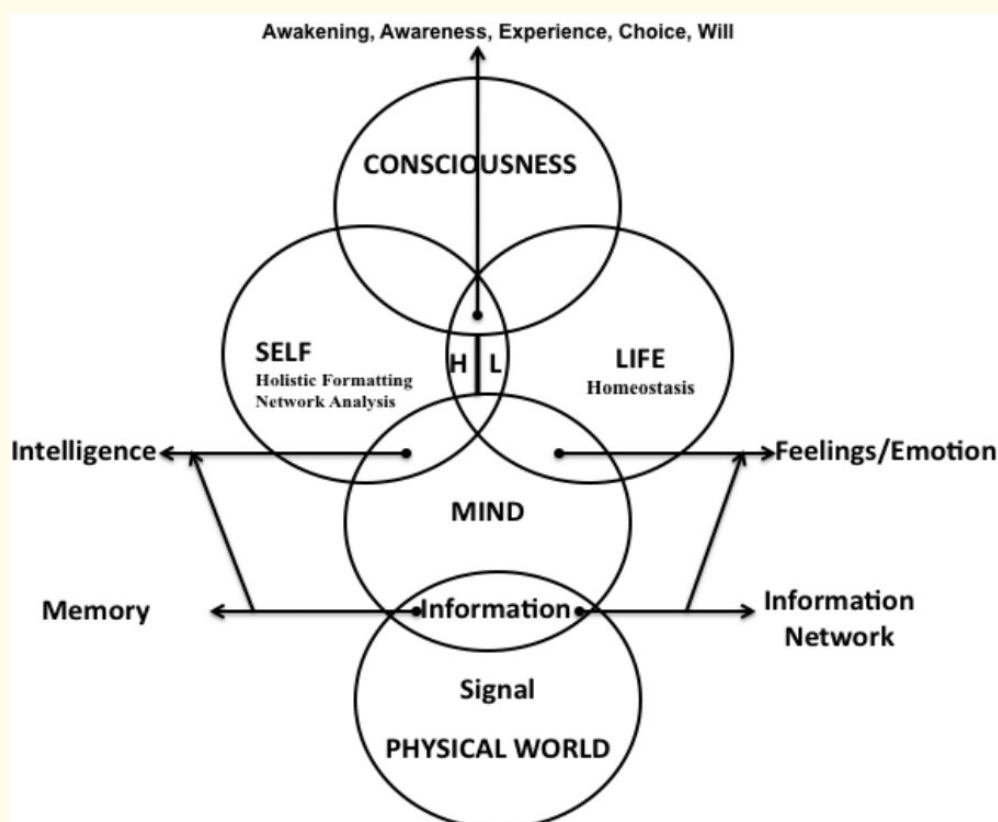 Awakening, Awareness, Experience, Choice, Will
CONSCIOUSNESS
SELF
Holistic Formatting
Network Analysis
H L
LIFE
Homeostasis
Intelligence
Feelings/Emotion
MIND
Memory
Information
Information
Network
Signal
PHYSICAL WORLD